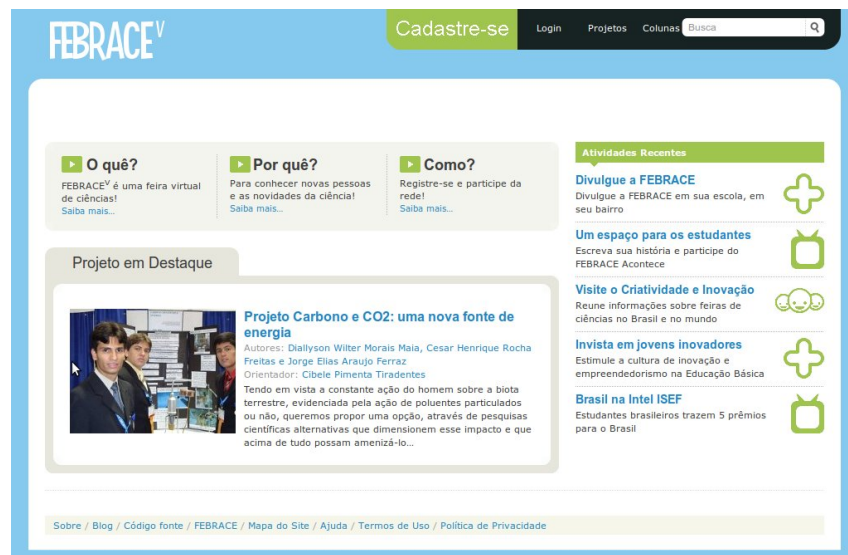 FEBRACE V
Cadastre-se
Login
Projetos
Colunas
Busca
O quê?
FEBRACEV é uma feira virtual
de ciências!
Saiba mais...
Por quê?
Para conhecer novas pessoas
e as novidades da ciência!
Saiba mais...
Como?
Registre-se e participe da
rede!
Saiba mais...
Projeto em Destaque
Projeto Carbono e CO2: uma nova fonte de
energia
Autores: Diallyson Wilter Morais Maia, Cesar Henrique Rocha
Freitas e Jorge Elias Araujo Ferraz
Orientador: Cibele Pimenta Tiradentes
Tendo em vista a constante ação do homem sobre a biota
terrestre, evidenciada pela ação de poluentes particulados
ou não, queremos propor uma opção, através de pesquisas
científicas alternativas que dimensionem esse impacto e que
acima de tudo possam amenizá-lo...
Atividades Recentes
Divulgue a FEBRACE
Divulgue a FEBRACE em sua escola, em
seu bairro
Um espaço para os estudantes
Escreva sua história e participe do
FEBRACE Acontece
Visite o Criatividade e Inovação
Reune informações sobre feiras de
ciências no Brasil e no mundo
Invista em jovens inovadores
Estimule a cultura de inovação e
empreendedorismo na Educação Básica
Brasil na Intel ISEF
Estudantes brasileiros trazem 5 prêmios
para o Brasil
Sobre / Blog / Código fonte / FEBRACE / Mapa do Site / Ajuda / Termos de Uso / Política de Privacidade